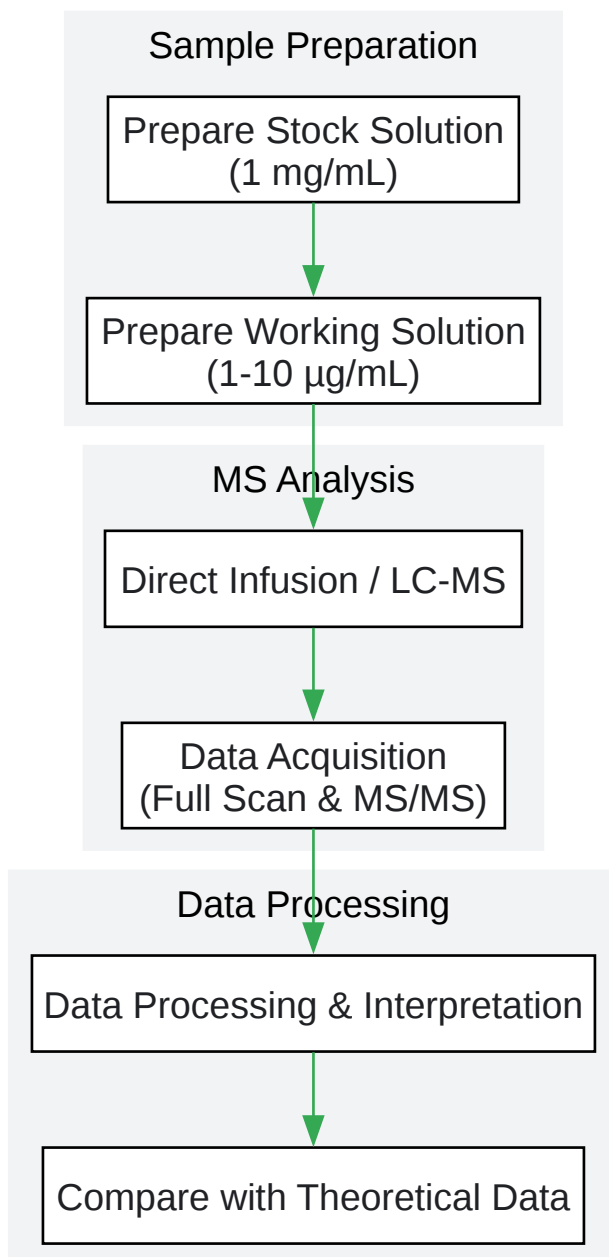 Sample Preparation
Prepare Stock Solution
(1 mg/mL)
Prepare Working Solution
(1-10 µg/mL)
MS Analysis
Direct Infusion / LC-MS
Data Acquisition
(Full Scan & MS/MS)
Data Processing
Data Processing & Interpretation
Compare with Theoretical Data